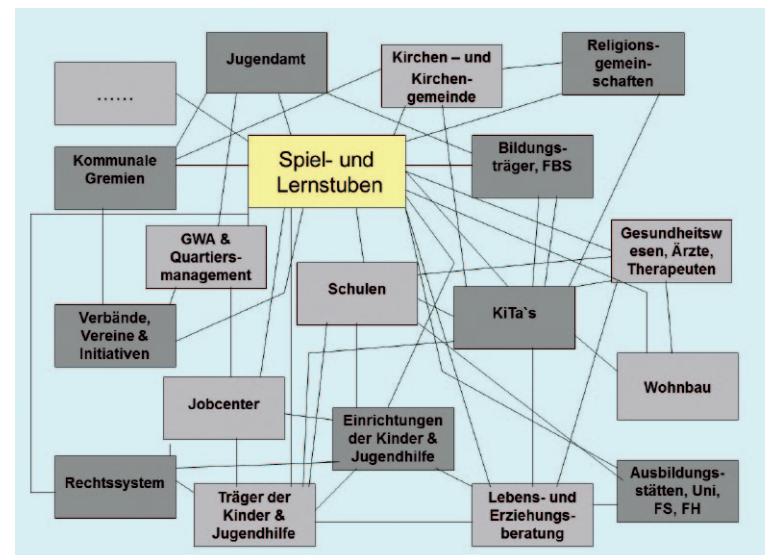 Jugendamt
Kirchen – und
Kirchen-
gemeinde
Religions-
gemein-
schaften
......
Kommunale
Gremien
Spiel- und
Lernstuben
Bildungs-
träger, FBS
GWA &
Quartiers-
management
Gesundheitsw
esen, Ärzte,
Therapeuten
Schulen
KiTa`s
Verbände,
Vereine &
Initiativen
Wohnbau
Jobcenter
Einrichtungen
der Kinder &
Jugendhilfe
Rechtssystem
Träger der
Kinder &
Jugendhilfe
Lebens- und
Erziehungs-
beratung
Ausbildungs-
stätten, Uni,
FS, FH